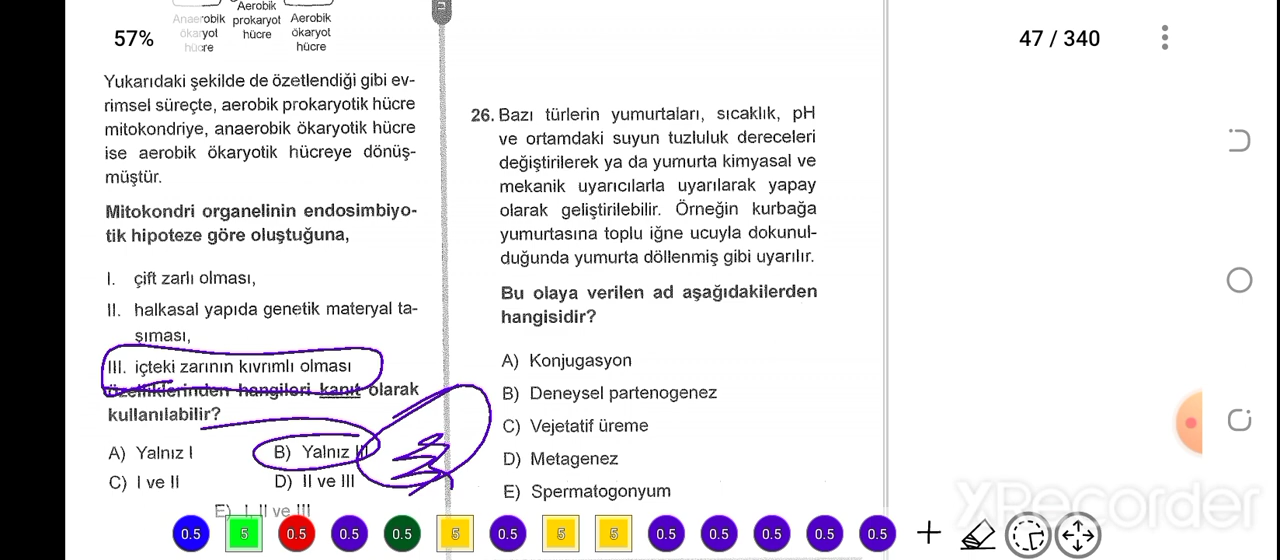 57%
47 / 340
Anaerobik ökaryot hücre
Aerobik prokaryot hücre
Aerobik ökaryot hücre
Yukarıdaki şekilde de özetlendiği gibi ev-
rimsel süreçte, aerobik prokaryotik hücre
mitokondriye, anaerobik ökaryotik hücre
ise aerobik ökaryotik hücreye dönüş-
müştür.
Mitokondri organelinin endosimbiyo-
tik hipoteze göre oluştuğuna,
I. çift zarlı olması,
II. halkasal yapıda genetik materyal ta-
şıması,
III. içteki zarının kıvrımlı olması
özelliklerinden hangileri kanıt olarak
kullanılabilir?
A) Yalnız I
B) Yalnız III
C) I ve II
D) II ve III
E) I, II ve III
26. Bazı türlerin yumurtaları, sıcaklık, pH
ve ortamdaki suyun tuzluluk dereceleri
değiştirilerek ya da yumurta kimyasal ve
mekanik uyarıcılarla uyarılarak yapay
olarak geliştirilebilir. Örneğin kurbağa
yumurtasına toplu iğne ucuyla dokunul-
duğunda yumurta döllenmiş gibi uyarılır.
Bu olaya verilen ad aşağıdakilerden
hangisidir?
A) Konjugasyon
B) Deneysel partenogenez
C) Vejetatif üreme
D) Metagenez
E) Spermatogonyum
0.5 5 0.5 0.5 0.5 5 0.5 5 5 0.5 0.5 0.5 0.5 0.5
XRecorder